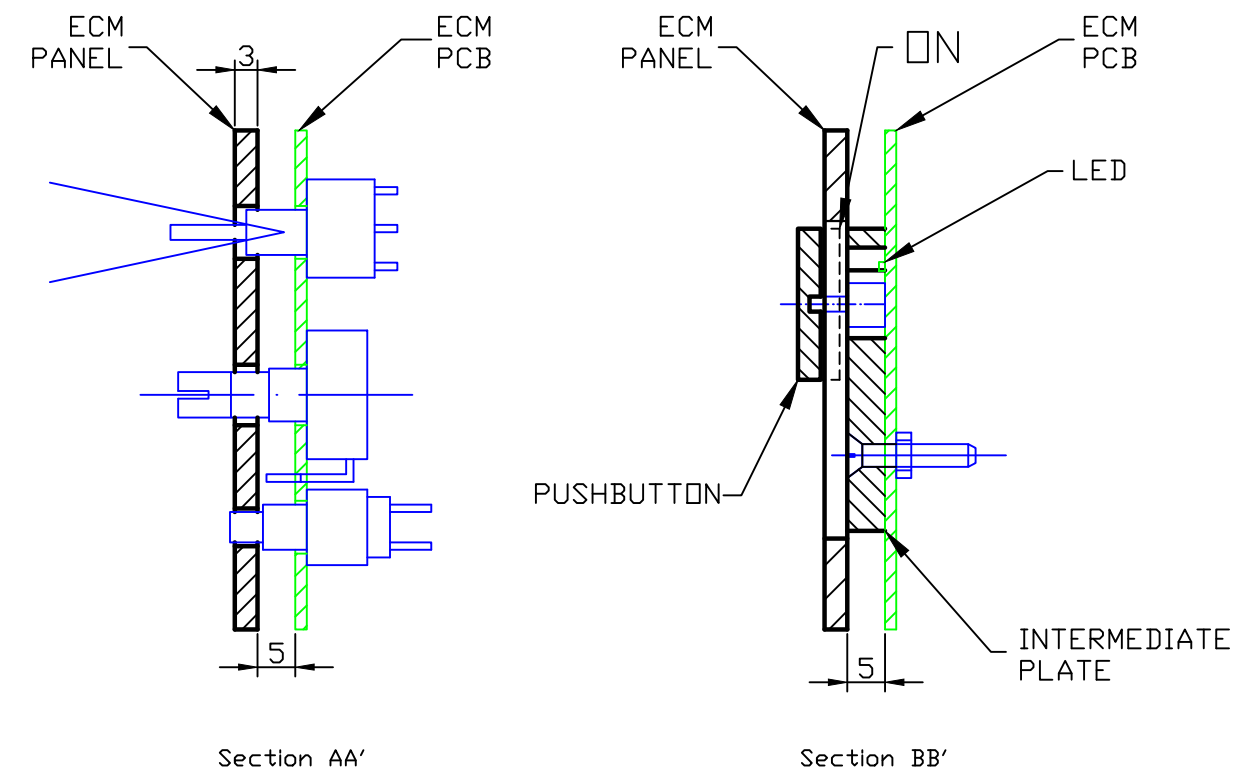 ECM
PANEL
3
ECM
PCB
5
Section AA'
ECM
PANEL
ON
ECM
PCB
LED
PUSHBUTTON
INTERMEDIATE
PLATE
5
Section BB'